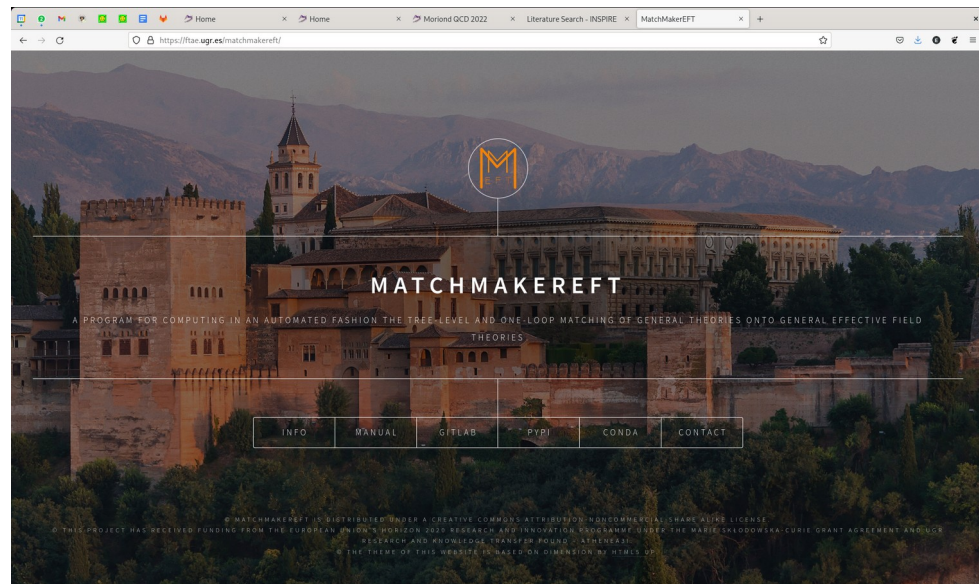 Home
Home
Moriond QCD 2022
Literature Search - INSPIRE
MatchMakerEFT
https://ftae.ugr.es/matchmakereft/
MM
EFT
MATCHMAKEREFT
A PROGRAM FOR COMPUTING IN AN AUTOMATED FASHION THE TREE-LEVEL AND ONE-LOOP MATCHING OF GENERAL THEORIES ONTO GENERAL EFFECTIVE FIELD
THEORIES
INFO
MANUAL
GITLAB
PYPI
CONDA
CONTACT
© MATCHMAKEREFT IS DISTRIBUTED UNDER A CREATIVE COMMONS ATTRIBUTION-NONCOMMERCIAL-SHARE ALIKE LICENSE
© THIS PROJECT HAS RECEIVED FUNDING FROM THE EUROPEAN UNION'S HORIZON 2020 RESEARCH AND INNOVATION PROGRAMME UNDER THE MARIE SKŁODOWSKA-CURIE GRANT AGREEMENT AND UGR
RESEARCH AND KNOWLEDGE TRANSFER FOUND - ATHENEA3I.
© THE THEME OF THIS WEBSITE IS BASED ON DIMENSION BY HTML5 UP.